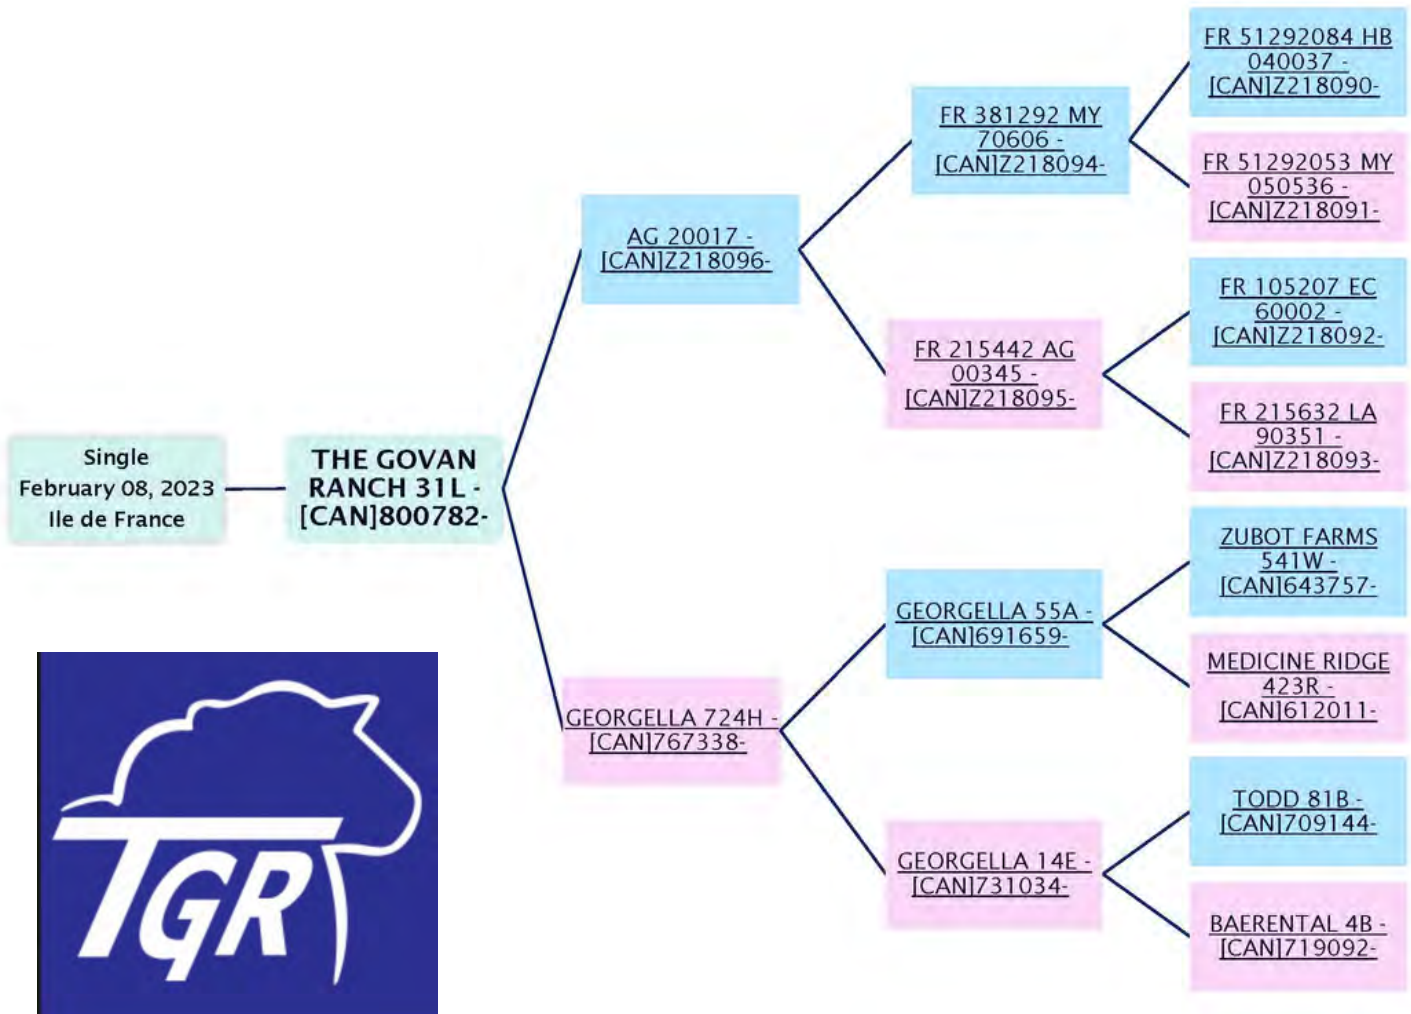 Single
February 08, 2023
Ile de France
THE GOVAN
RANCH 31L -
[CAN]800782-
AG 20017 -
[CAN]Z218096-
GEORGELLA 724H -
[CAN]767338-
FR 381292 MY
70606 -
[CAN]Z218094-
FR 215442 AG
00345 -
[CAN]Z218095-
GEORGELLA 55A -
[CAN]691659-
GEORGELLA 14E -
[CAN]731034-
FR 51292084 HB
040037 -
[CAN]Z218090-
FR 51292053 MY
050536 -
[CAN]Z218091-
FR 105207 EC
60002 -
[CAN]Z218092-
FR 215632 LA
90351 -
[CAN]Z218093-
ZUBOT FARMS
541W -
[CAN]643757-
MEDICINE RIDGE
423R -
[CAN]612011-
TODD 81B -
[CAN]709144-
BAERENTAL 4B -
[CAN]719092-
TGR